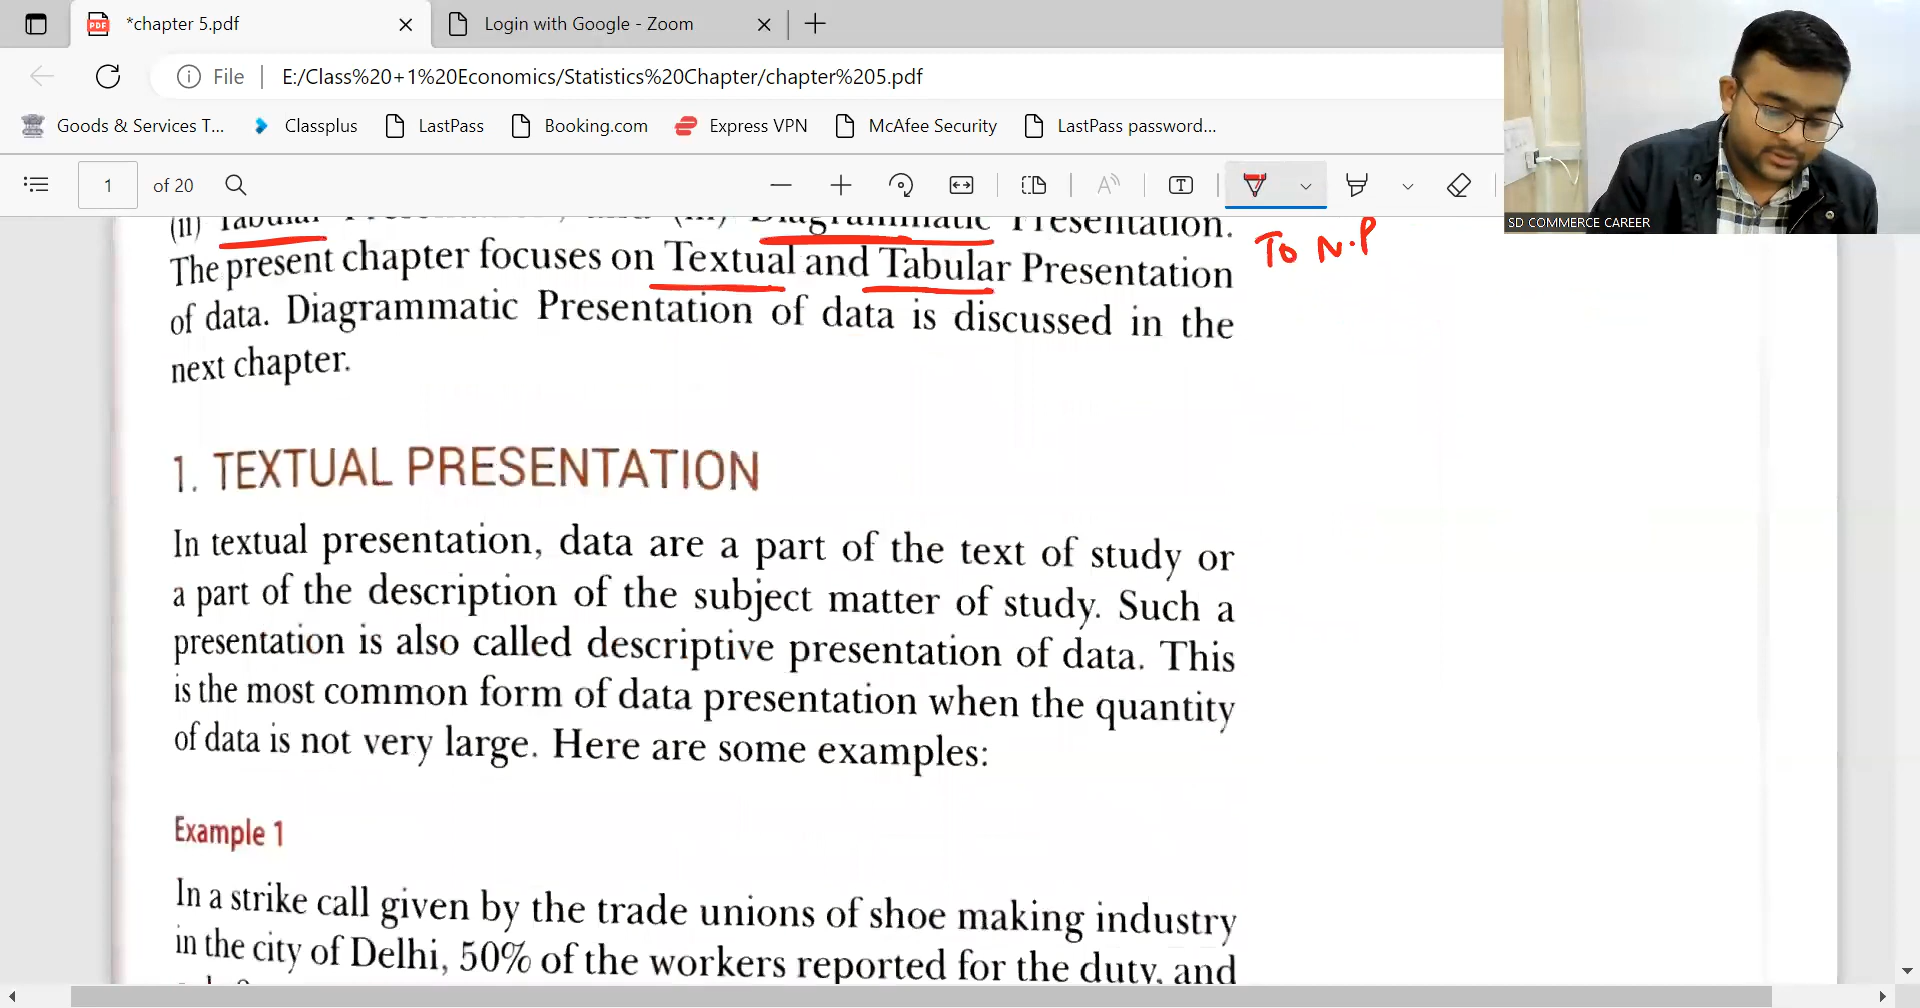 *chapter 5.pdf
Login with Google - Zoom
File
E:/Class%20+1%20Economics/Statistics%20Chapter/chapter%205.pdf
Goods & Services T...
Classplus
LastPass
Booking.com
Express VPN
McAfee Security
LastPass password...
1 of 20
SD COMMERCE CAREER
(ii) Tabular Presentation, and (iii) Diagrammatic Presentation.
To N.P
The present chapter focuses on Textual and Tabular Presentation
of data. Diagrammatic Presentation of data is discussed in the
next chapter.
1. TEXTUAL PRESENTATION
In textual presentation, data are a part of the text of study or
a part of the description of the subject matter of study. Such a
presentation is also called descriptive presentation of data. This
is the most common form of data presentation when the quantity
of data is not very large. Here are some examples:
Example 1
In a strike call given by the trade unions of shoe making industry
in the city of Delhi, 50% of the workers reported for the duty, and